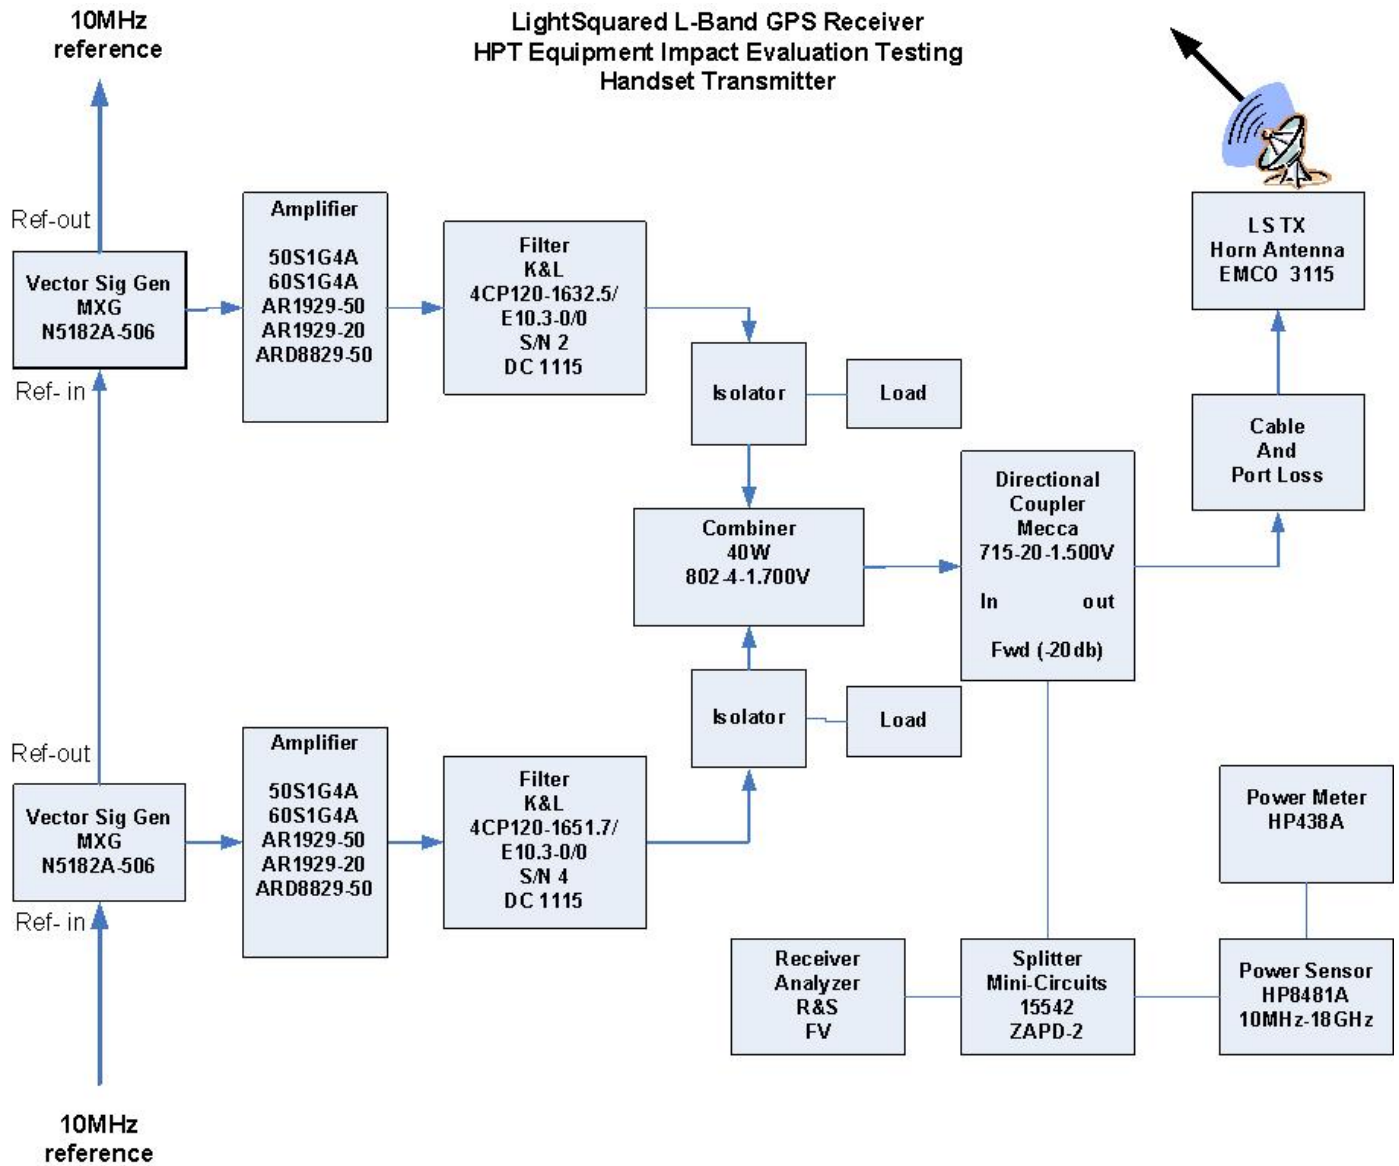 10MHz
reference
LightSquared L-Band GPS Receiver
HPT Equipment Impact Evaluation Testing
Handset Transmitter
Ref-out
Vector Sig Gen
MXG
N5182A-506
Ref- in
Amplifier
50S1G4A
60S1G4A
AR1929-50
AR1929-20
ARD8829-50
Filter
K&L
4CP120-1632.5/
E10.3-0/0
S/N 2
DC 1115
Isolator
Load
LS TX
Horn Antenna
EMCO 3115
Cable
And
Port Loss
Combiner
40W
802-4-1.700V
Directional
Coupler
Mecca
715-20-1.500V
In out
Fwd (-20db)
Isolator
Load
Ref-out
Vector Sig Gen
MXG
N5182A-506
Ref- in
Amplifier
50S1G4A
60S1G4A
AR1929-50
AR1929-20
ARD8829-50
Filter
K&L
4CP120-1651.7/
E10.3-0/0
S/N 4
DC 1115
Power Meter
HP438A
Receiver
Analyzer
R&S
FV
Splitter
Mini-Circuits
15542
ZAPD-2
Power Sensor
HP8481A
10MHz-18GHz
10MHz
reference